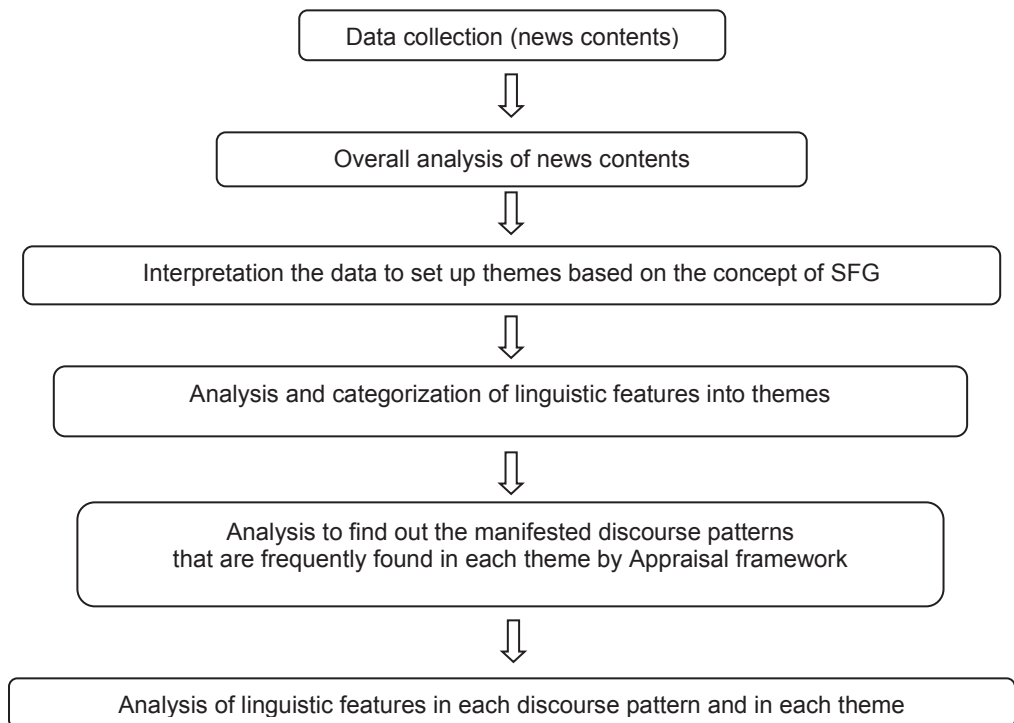 Data collection (news contents)
Overall analysis of news contents
Interpretation the data to set up themes based on the concept of SFG
Analysis and categorization of linguistic features into themes
Analysis to find out the manifested discourse patterns
that are frequently found in each theme by Appraisal framework
Analysis of linguistic features in each discourse pattern and in each theme